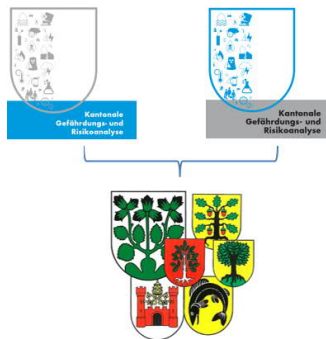 Kantonale
Gefährdungs- und
Risikoanalyse
Kantonale
Gefährdungs- und
Risikoanalyse